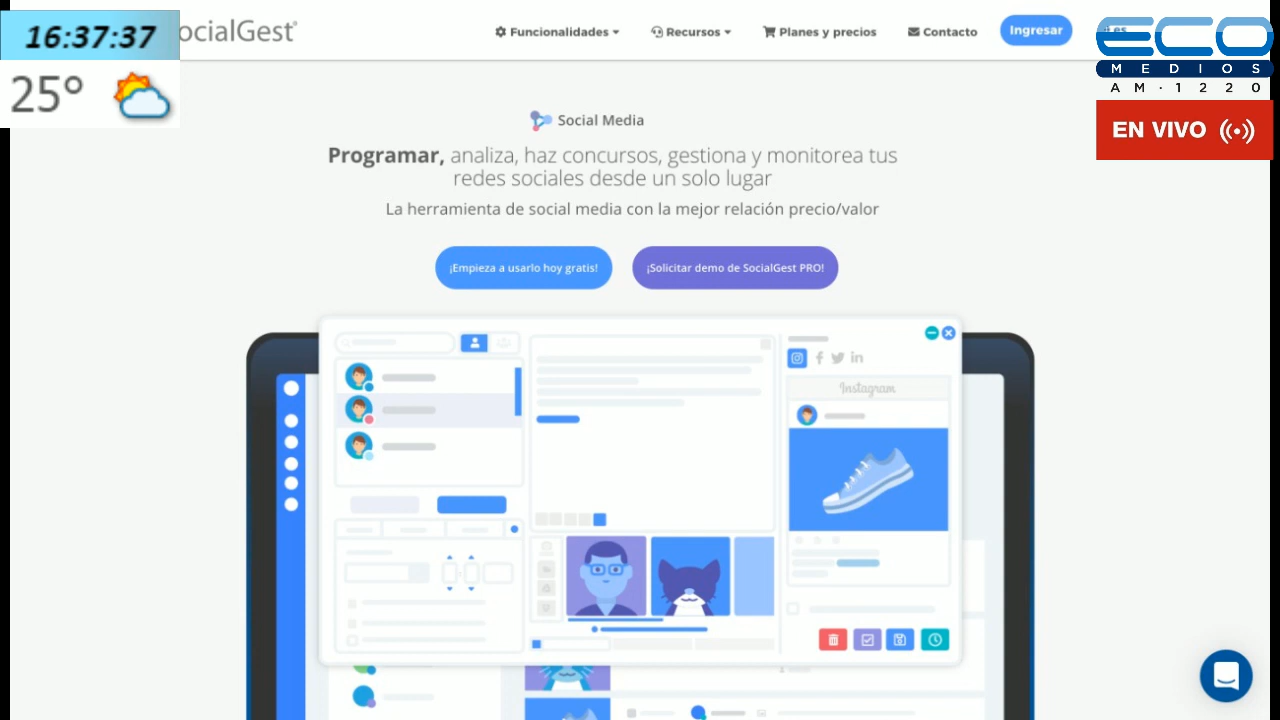 16:37:37
25°
ocialGest®
Funcionalidades
Recursos
Planes y precios
Contacto
Ingresar
es
ECO
MEDIOS
AM·1220
EN VIVO
Social Media
Programar, analiza, haz concursos, gestiona y monitorea tus
redes sociales desde un solo lugar
La herramienta de social media con la mejor relación precio/valor
¡Empieza a usarlo hoy gratis!
¡Solicitar demo de SocialGest PRO!
Instagram